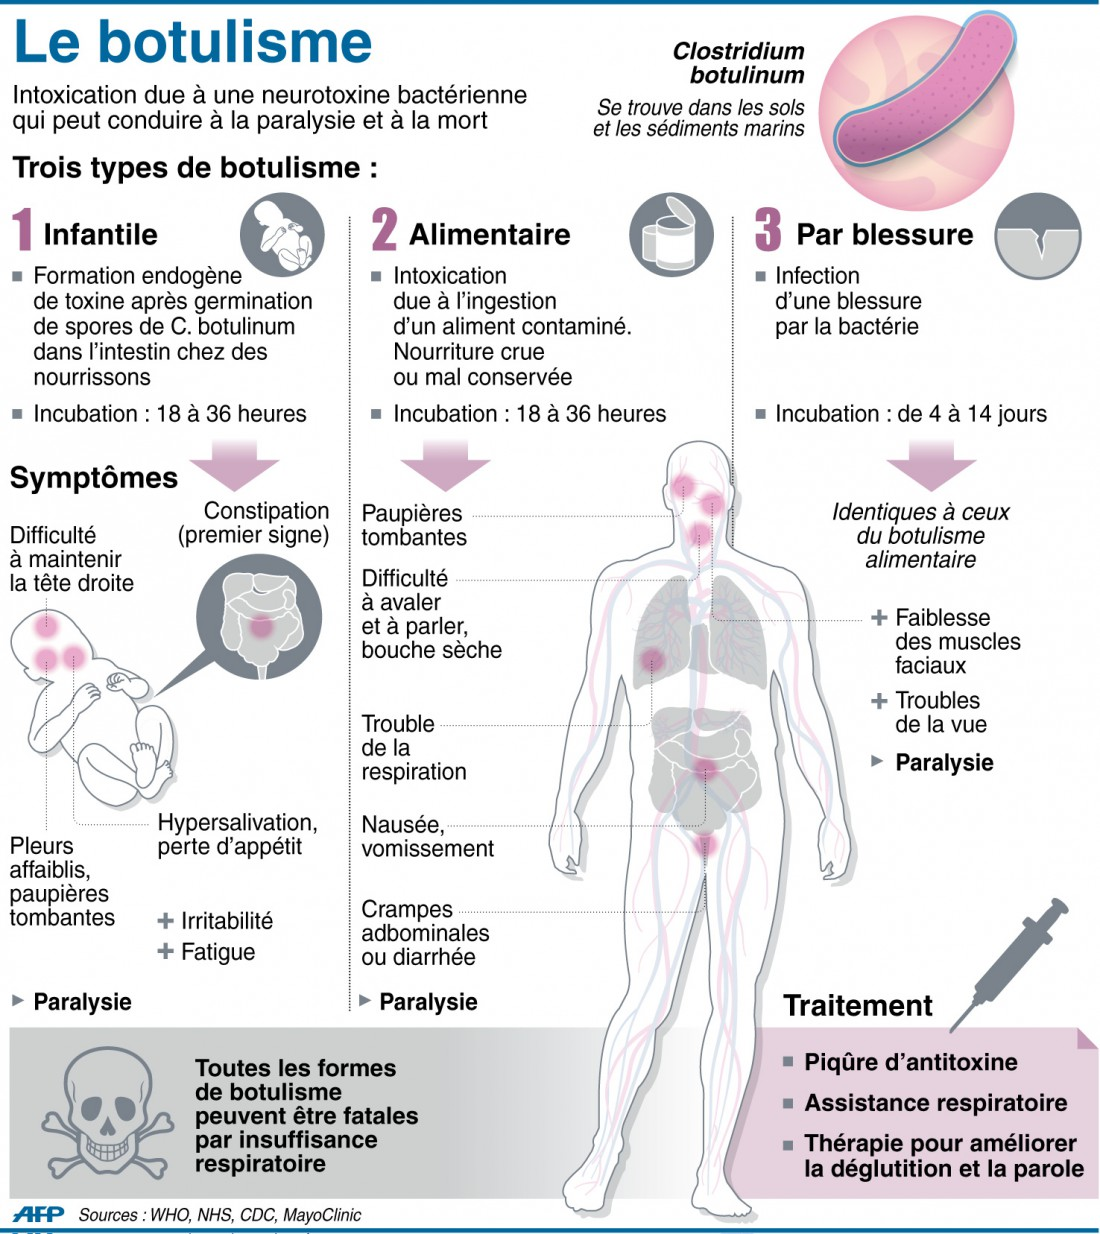 Le botulisme
Intoxication due à une neurotoxine bactérienne
qui peut conduire à la paralysie et à la mort
Clostridium
botulinum
Se trouve dans les sols
et les sédiments marins
Trois types de botulisme :
1 Infantile
Formation endogène
de toxine après germination
de spores de C. botulinum
dans l'intestin chez des
nourrissons
Incubation : 18 à 36 heures
2 Alimentaire
Intoxication
due à l'ingestion
d'un aliment contaminé.
Nourriture crue
ou mal conservée
Incubation : 18 à 36 heures
3 Par blessure
Infection
d'une blessure
par la bactérie
Incubation : de 4 à 14 jours
Symptômes
Constipation
(premier signe)
Difficulté
à maintenir
la tête droite
Hypersalivation,
perte d'appétit
Pleurs
affaiblis,
paupières
tombantes
+ Irritabilité
+ Fatigue
Paralysie
Paupières
tombantes
Difficulté
à avaler
et à parler,
bouche sèche
Trouble
de la
respiration
Nausée,
vomissement
Crampes
adbominales
ou diarrhée
Paralysie
Identiques à ceux
du botulisme
alimentaire
+ Faiblesse
des muscles
faciaux
+ Troubles
de la vue
Paralysie
Toutes les formes
de botulisme
peuvent être fatales
par insuffisance
respiratoire
Traitement
Piqûre d'antitoxine
Assistance respiratoire
Thérapie pour améliorer
la déglutition et la parole
AFP Sources : WHO, NHS, CDC, MayoClinic